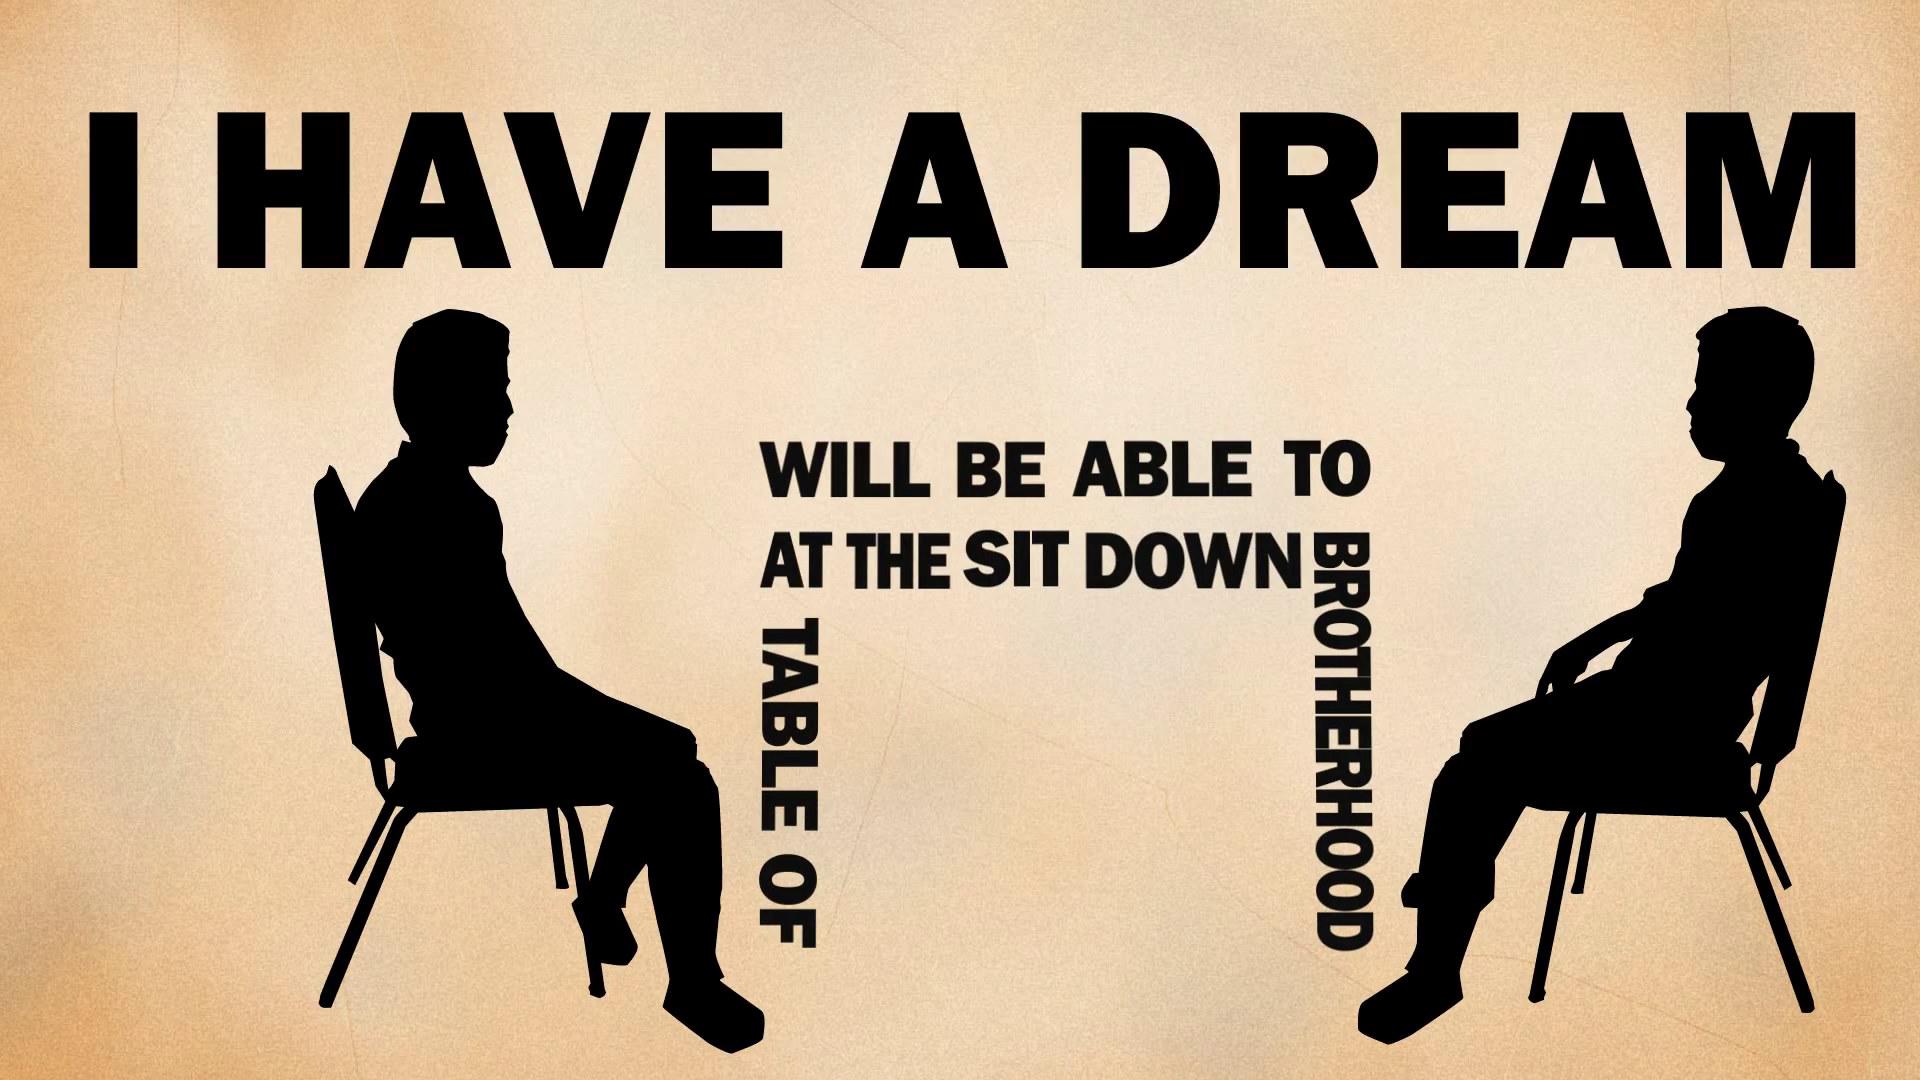 I HAVE A DREAM
WILL BE ABLE TO
AT THE SIT DOWN
TABLE OF
BROTHERHOOD